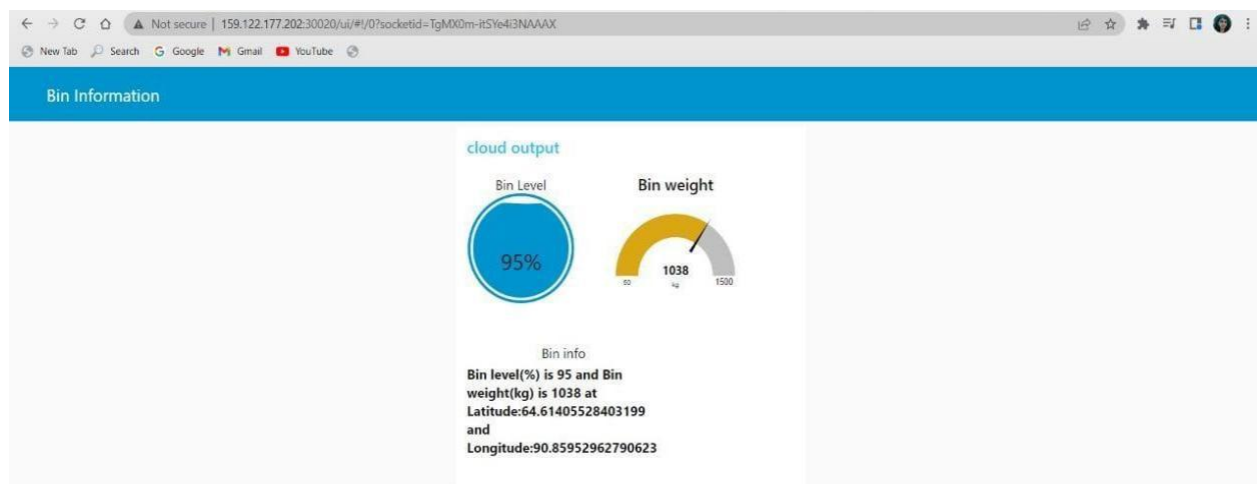 Not secure | 159.122.177.202:30020/ui/#!/0?socketid=TgMX0m-itSYe4i3NAAAX
New Tab Search Google Gmail YouTube
Bin Information
cloud output
Bin Level Bin weight
95%
1038
50 kg 1500
Bin info
Bin level(%) is 95 and Bin
weight(kg) is 1038 at
Latitude:64.61405528403199
and
Longitude:90.85952962790623